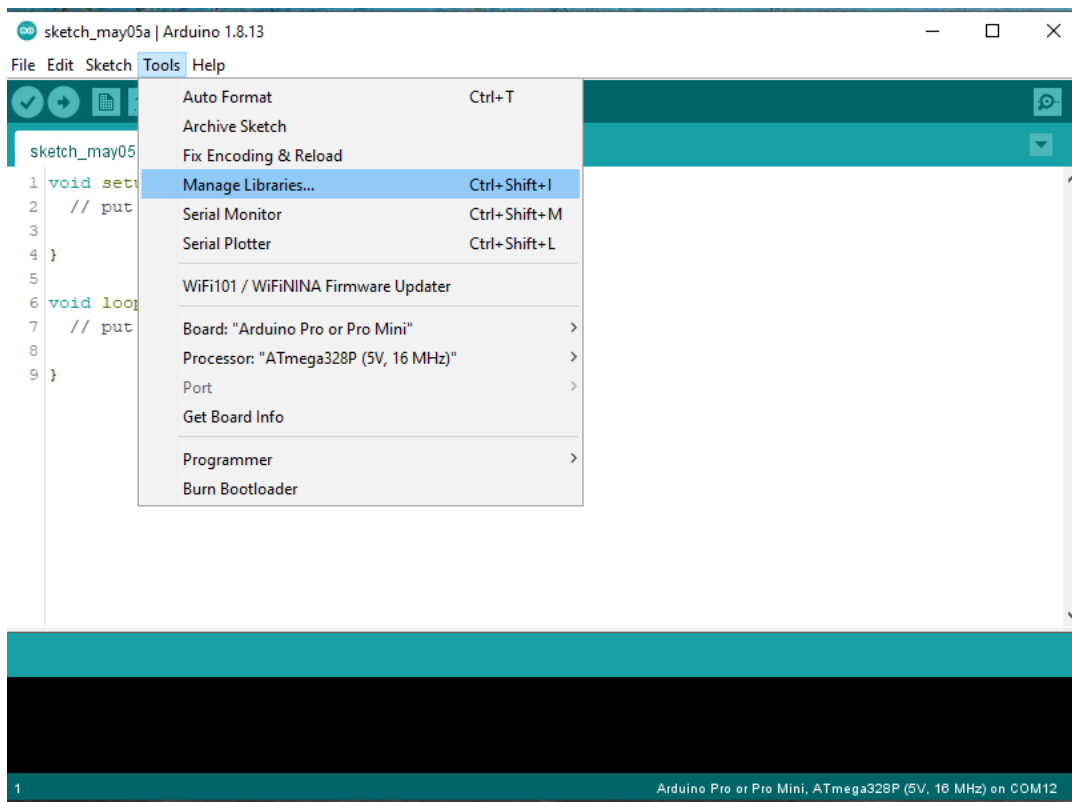 sketch_may05a | Arduino 1.8.13
File Edit Sketch Tools Help
sketch_may05
Auto Format Ctrl+T
Archive Sketch
Fix Encoding & Reload
Manage Libraries... Ctrl+Shift+I
Serial Monitor Ctrl+Shift+M
Serial Plotter Ctrl+Shift+L
WiFi101 / WiFiNINA Firmware Updater
Board: "Arduino Pro or Pro Mini"
Processor: "ATmega328P (5V, 16 MHz)"
Port
Get Board Info
Programmer
Burn Bootloader
1 void setu
2 // put
3
4 }
5
6 void loop
7 // put
8
9 }
1 Arduino Pro or Pro Mini, ATmega328P (5V, 16 MHz) on COM12